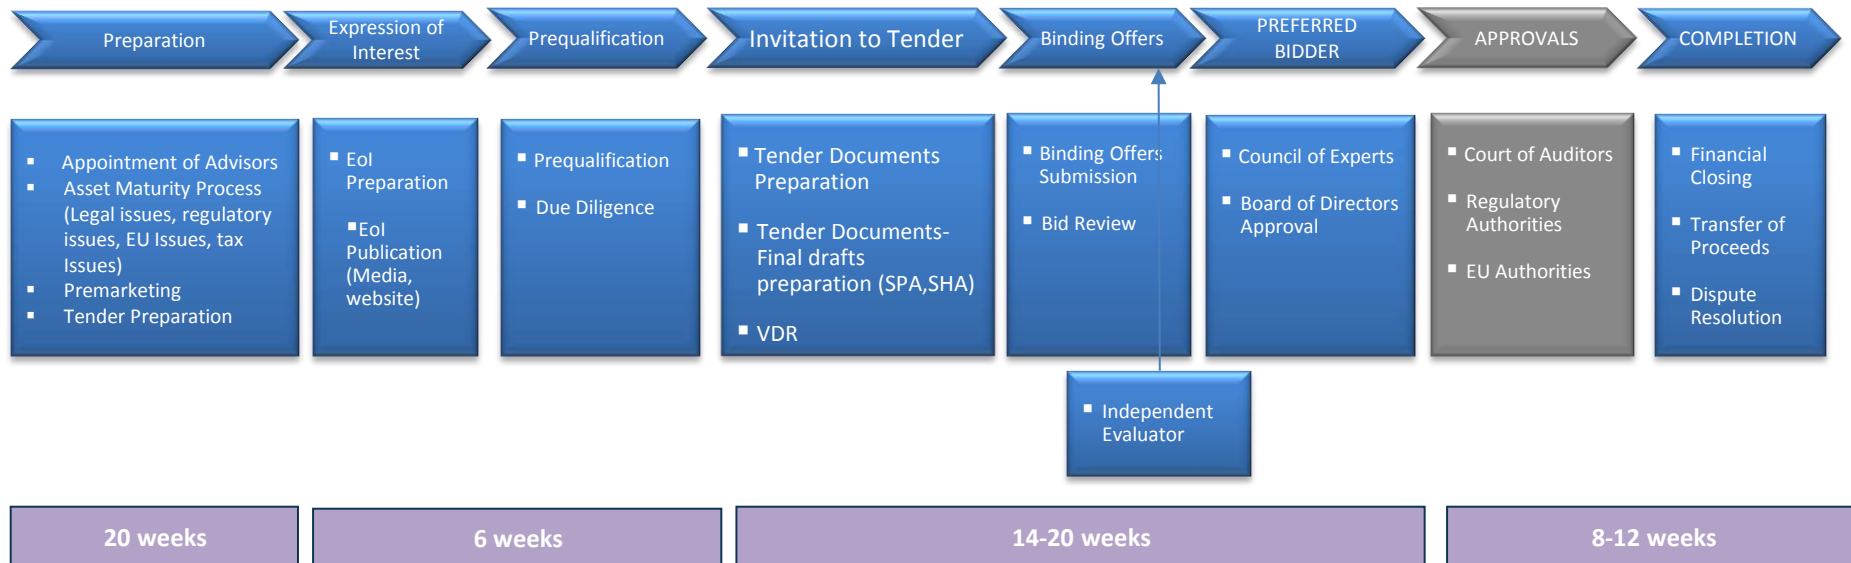 Preparation
Expression of
Interest
Prequalification
Invitation to Tender
Binding Offers
PREFERRED
BIDDER
APPROVALS
COMPLETION
▪ Appointment of Advisors
▪ Asset Maturity Process
(Legal issues, regulatory
issues, EU Issues, tax
Issues)
▪ Premarketing
▪ Tender Preparation
▪ EoI
Preparation
▪EoI
Publication
(Media,
website)
▪ Prequalification
▪ Due Diligence
▪ Tender Documents
Preparation
▪ Tender Documents-
Final drafts
preparation (SPA,SHA)
▪ VDR
▪ Binding Offers
Submission
▪ Bid Review
▪ Council of Experts
▪ Board of Directors
Approval
▪ Court of Auditors
▪ Regulatory
Authorities
▪ EU Authorities
▪ Financial
Closing
▪ Transfer of
Proceeds
▪ Dispute
Resolution
▪ Independent
Evaluator
20 weeks
6 weeks
14-20 weeks
8-12 weeks